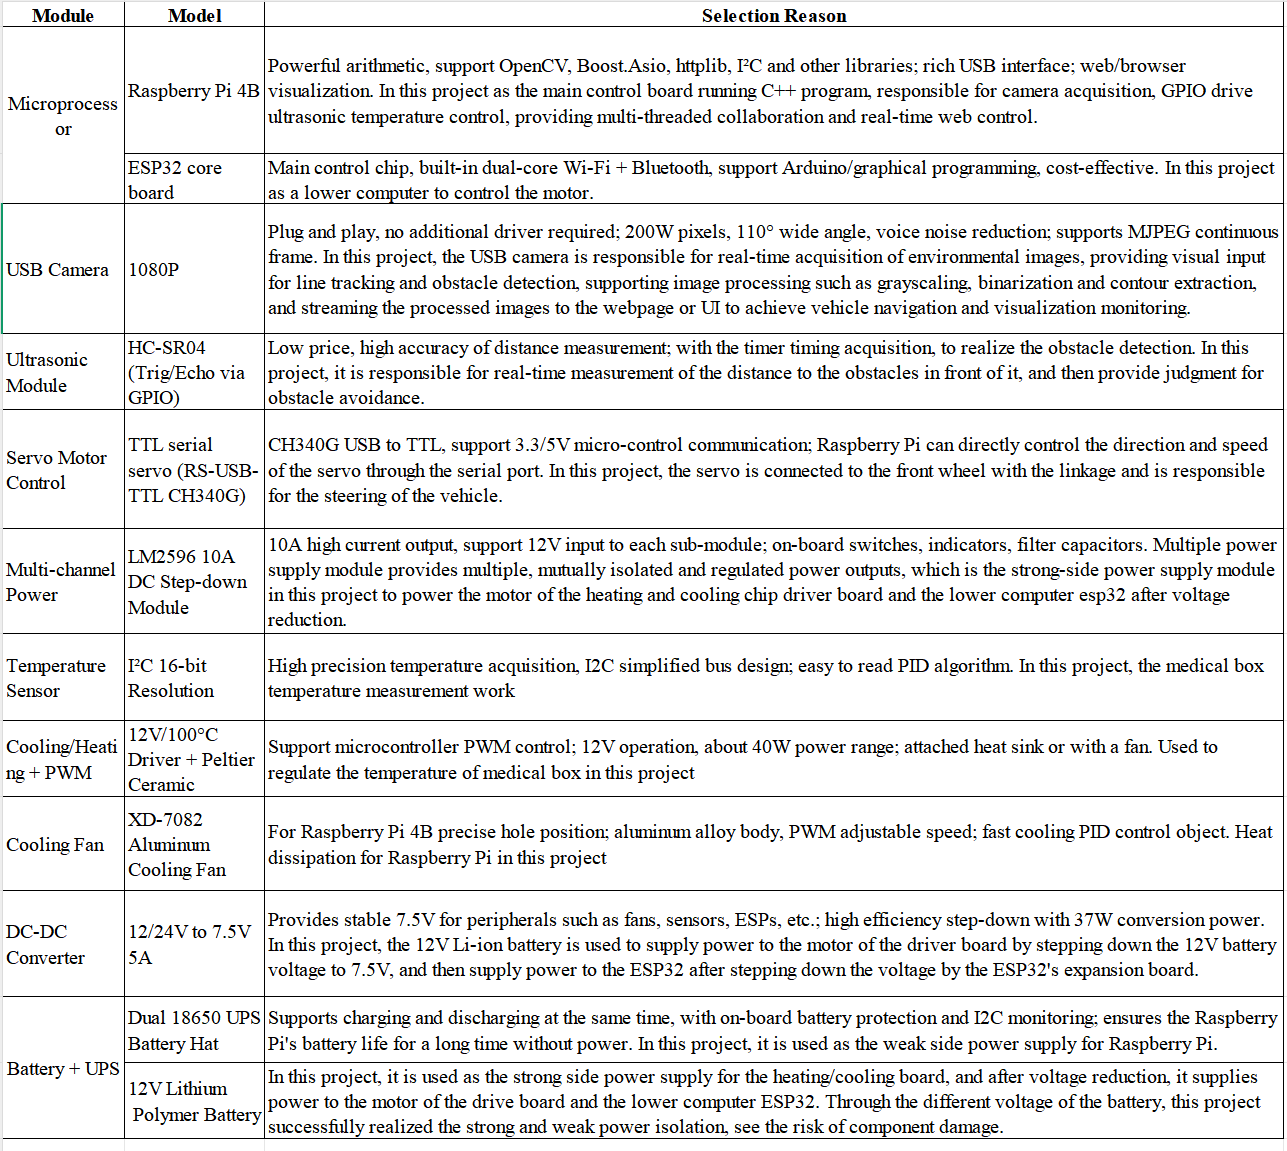 Module Model Selection Reason
Microprocess
or
Raspberry Pi 4B
Powerful arithmetic, support OpenCV, Boost.Asio, httplib, I²C and other libraries; rich USB interface; web/browser
visualization. In this project as the main control board running C++ program, responsible for camera acquisition, GPIO drive
ultrasonic temperature control, providing multi-threaded collaboration and real-time web control.
ESP32 core
board
Main control chip, built-in dual-core Wi-Fi + Bluetooth, support Arduino/graphical programming, cost-effective. In this project
as a lower computer to control the motor.
USB Camera
1080P
Plug and play, no additional driver required; 200W pixels, 110° wide angle, voice noise reduction; supports MJPEG continuous
frame. In this project, the USB camera is responsible for real-time acquisition of environmental images, providing visual input
for line tracking and obstacle detection, supporting image processing such as grayscaling, binarization and contour extraction,
and streaming the processed images to the webpage or UI to achieve vehicle navigation and visualization monitoring.
Ultrasonic
Module
HC-SR04
(Trig/Echo via
GPIO)
Low price, high accuracy of distance measurement; with the timer timing acquisition, to realize the obstacle detection. In this
project, it is responsible for real-time measurement of the distance to the obstacles in front of it, and then provide judgment for
obstacle avoidance.
Servo Motor
Control
TTL serial
servo (RS-USB-
TTL CH340G)
CH340G USB to TTL, support 3.3/5V micro-control communication; Raspberry Pi can directly control the direction and speed
of the servo through the serial port. In this project, the servo is connected to the front wheel with the linkage and is responsible
for the steering of the vehicle.
Multi-channel
Power
LM2596 10A
DC Step-down
Module
10A high current output, support 12V input to each sub-module; on-board switches, indicators, filter capacitors. Multiple power
supply module provides multiple, mutually isolated and regulated power outputs, which is the strong-side power supply module
in this project to power the motor of the heating and cooling chip driver board and the lower computer esp32 after voltage
reduction.
Temperature
Sensor
I²C 16-bit
Resolution
High precision temperature acquisition, I2C simplified bus design; easy to read PID algorithm. In this project, the medical box
temperature measurement work
Cooling/Heati
ng + PWM
12V/100°C
Driver + Peltier
Ceramic
Support microcontroller PWM control; 12V operation, about 40W power range; attached heat sink or with a fan. Used to
regulate the temperature of medical box in this project
Cooling Fan
XD-7082
Aluminum
Cooling Fan
For Raspberry Pi 4B precise hole position; aluminum alloy body, PWM adjustable speed; fast cooling PID control object. Heat
dissipation for Raspberry Pi in this project
DC-DC
Converter
12/24V to 7.5V
5A
Provides stable 7.5V for peripherals such as fans, sensors, ESPs, etc.; high efficiency step-down with 37W conversion power.
In this project, the 12V Li-ion battery is used to supply power to the motor of the driver board by stepping down the 12V battery
voltage to 7.5V, and then supply power to the ESP32 after stepping down the voltage by the ESP32's expansion board.
Battery + UPS
Dual 18650 UPS
Battery Hat
Supports charging and discharging at the same time, with on-board battery protection and I2C monitoring; ensures the Raspberry
Pi's battery life for a long time without power. In this project, it is used as the weak side power supply for Raspberry Pi.
12V Lithium
Polymer Battery
In this project, it is used as the strong side power supply for the heating/cooling board, and after voltage reduction, it supplies
power to the motor of the drive board and the lower computer ESP32. Through the different voltage of the battery, this project
successfully realized the strong and weak power isolation, see the risk of component damage.